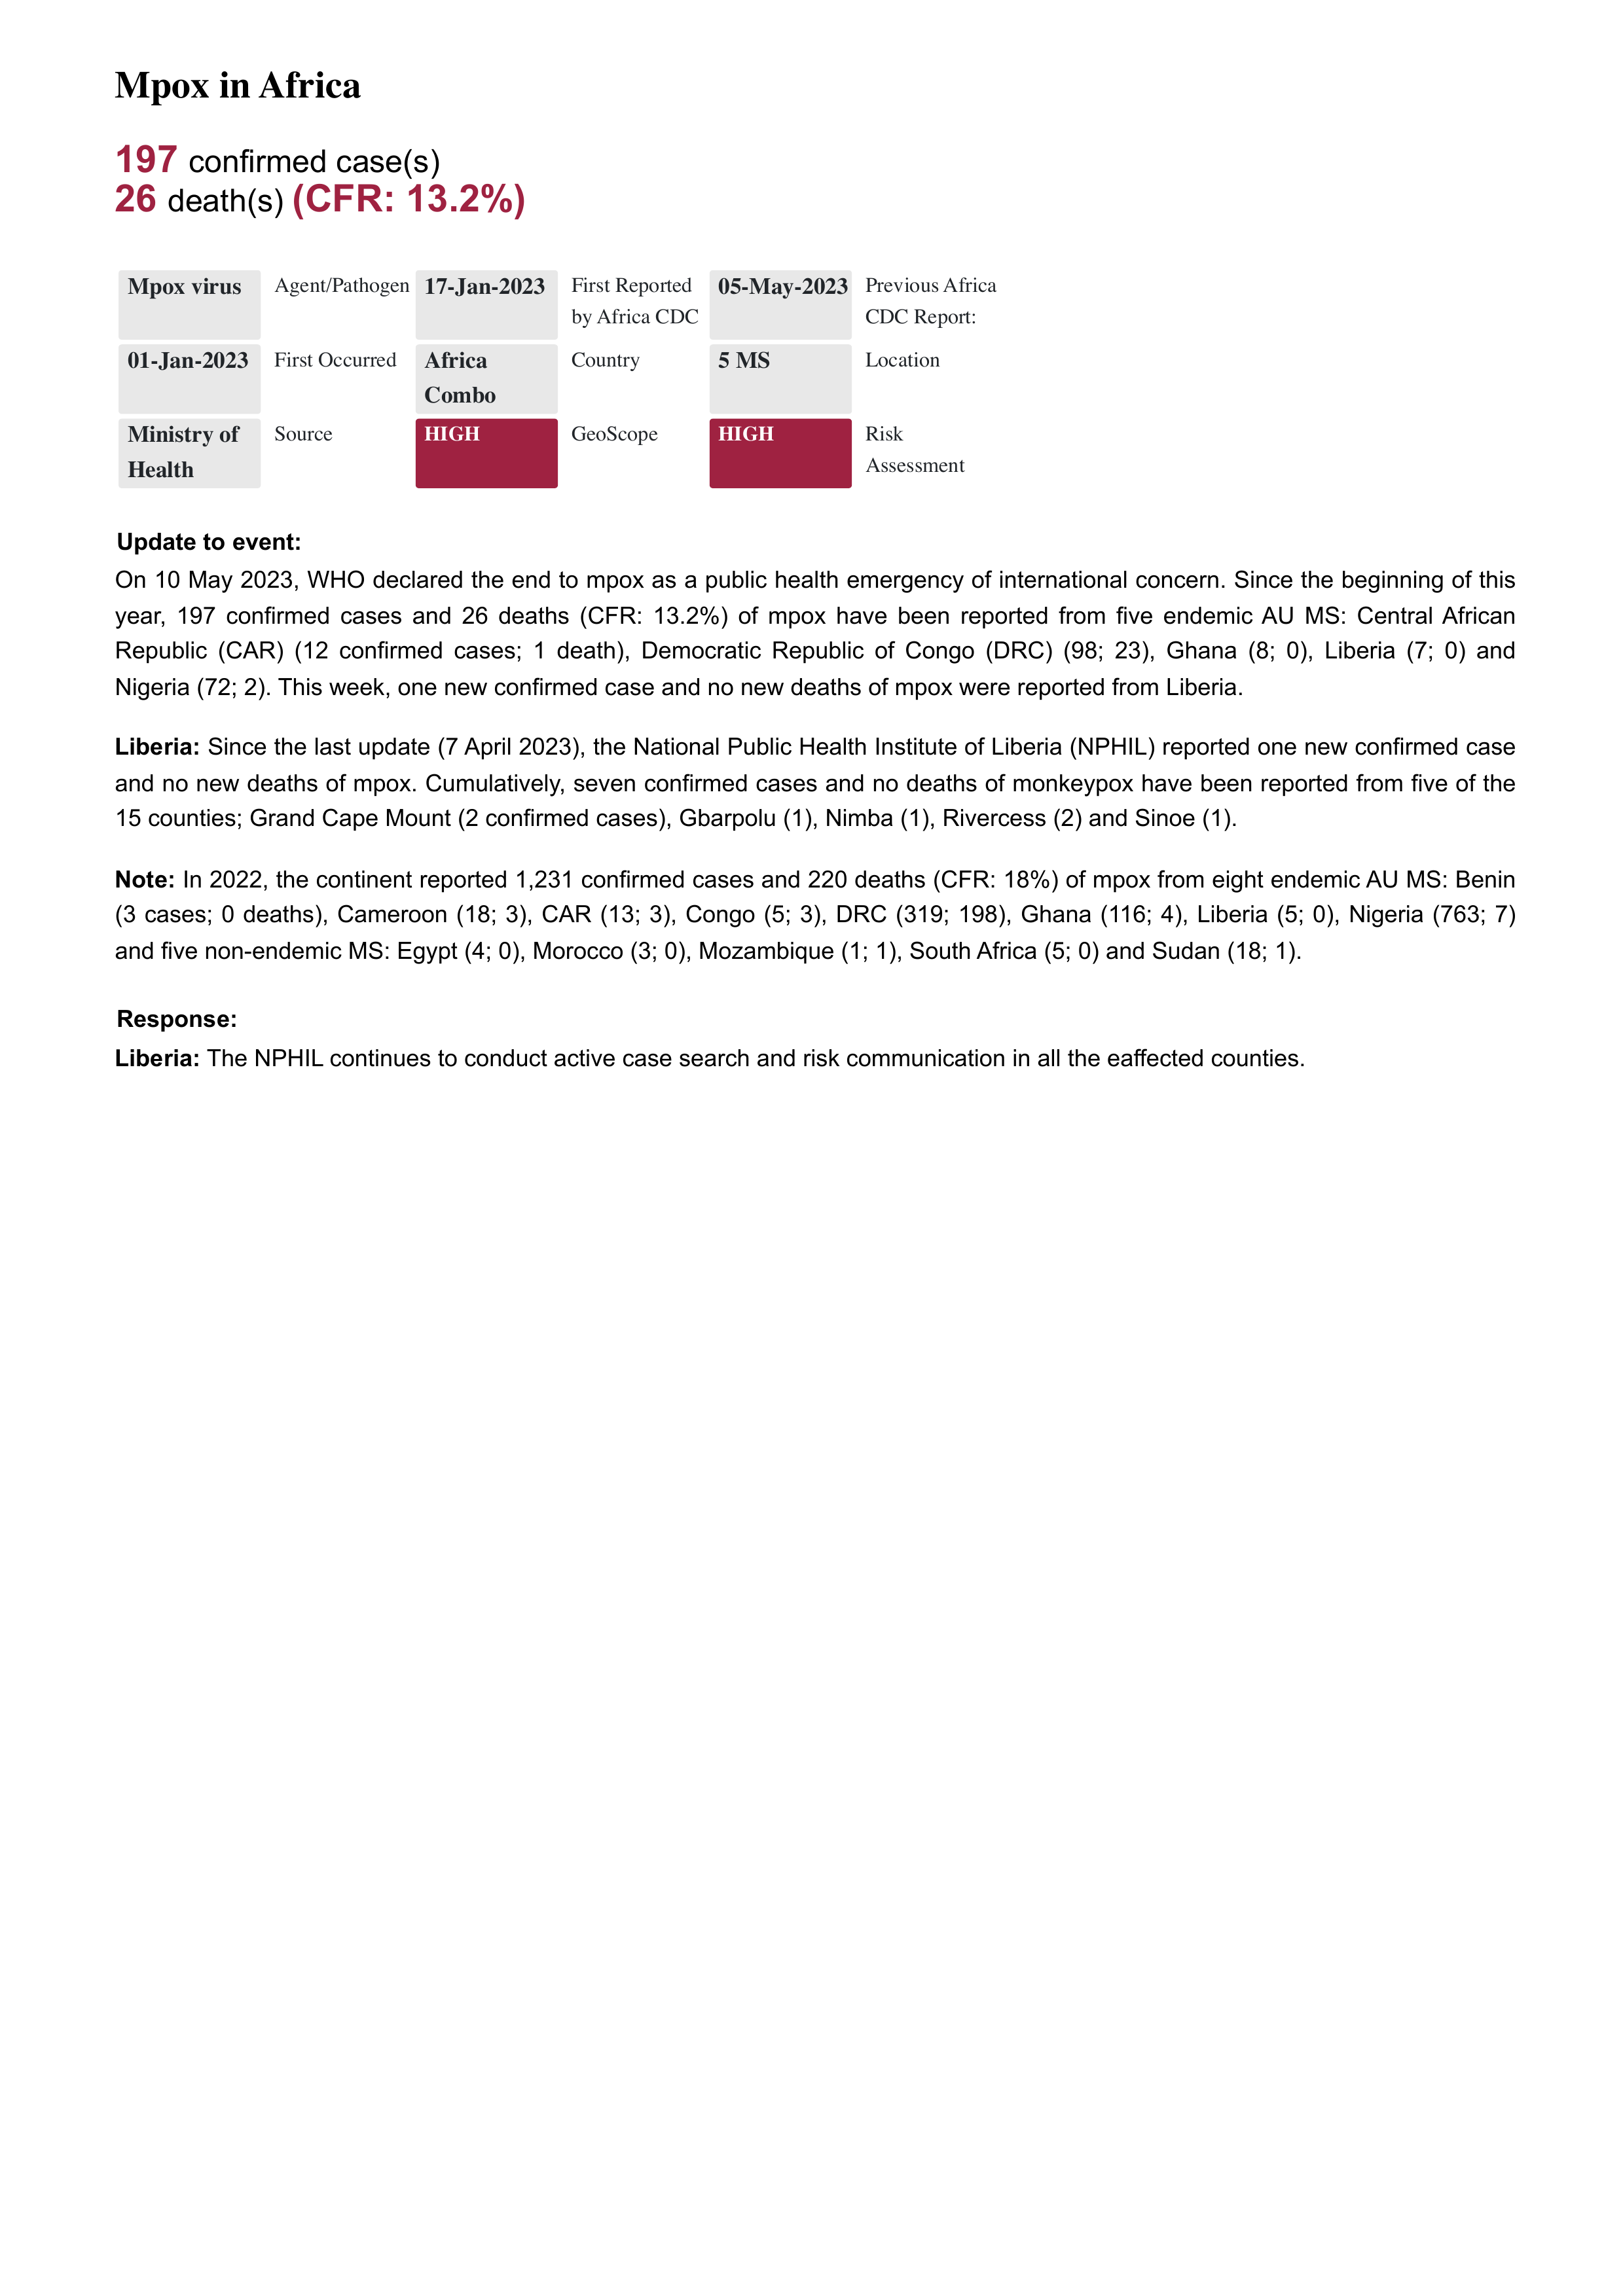 Mpox in Africa
197 confirmed case(s)
26 death(s) (CFR: 13.2%)
Mpox virus Agent/Pathogen 17-Jan-2023 First Reported by Africa CDC 05-May-2023 Previous Africa CDC Report:
01-Jan-2023 First Occurred Africa Combo Country 5 MS Location
Ministry of Health Source HIGH GeoScope HIGH Risk Assessment
Update to event:
On 10 May 2023, WHO declared the end to mpox as a public health emergency of international concern. Since the beginning of this
year, 197 confirmed cases and 26 deaths (CFR: 13.2%) of mpox have been reported from five endemic AU MS: Central African
Republic (CAR) (12 confirmed cases; 1 death), Democratic Republic of Congo (DRC) (98; 23), Ghana (8; 0), Liberia (7; 0) and
Nigeria (72; 2). This week, one new confirmed case and no new deaths of mpox were reported from Liberia.
Liberia: Since the last update (7 April 2023), the National Public Health Institute of Liberia (NPHIL) reported one new confirmed case
and no new deaths of mpox. Cumulatively, seven confirmed cases and no deaths of monkeypox have been reported from five of the
15 counties; Grand Cape Mount (2 confirmed cases), Gbarpolu (1), Nimba (1), Rivercess (2) and Sinoe (1).
Note: In 2022, the continent reported 1,231 confirmed cases and 220 deaths (CFR: 18%) of mpox from eight endemic AU MS: Benin
(3 cases; 0 deaths), Cameroon (18; 3), CAR (13; 3), Congo (5; 3), DRC (319; 198), Ghana (116; 4), Liberia (5; 0), Nigeria (763; 7)
and five non-endemic MS: Egypt (4; 0), Morocco (3; 0), Mozambique (1; 1), South Africa (5; 0) and Sudan (18; 1).
Response:
Liberia: The NPHIL continues to conduct active case search and risk communication in all the eaffected counties.